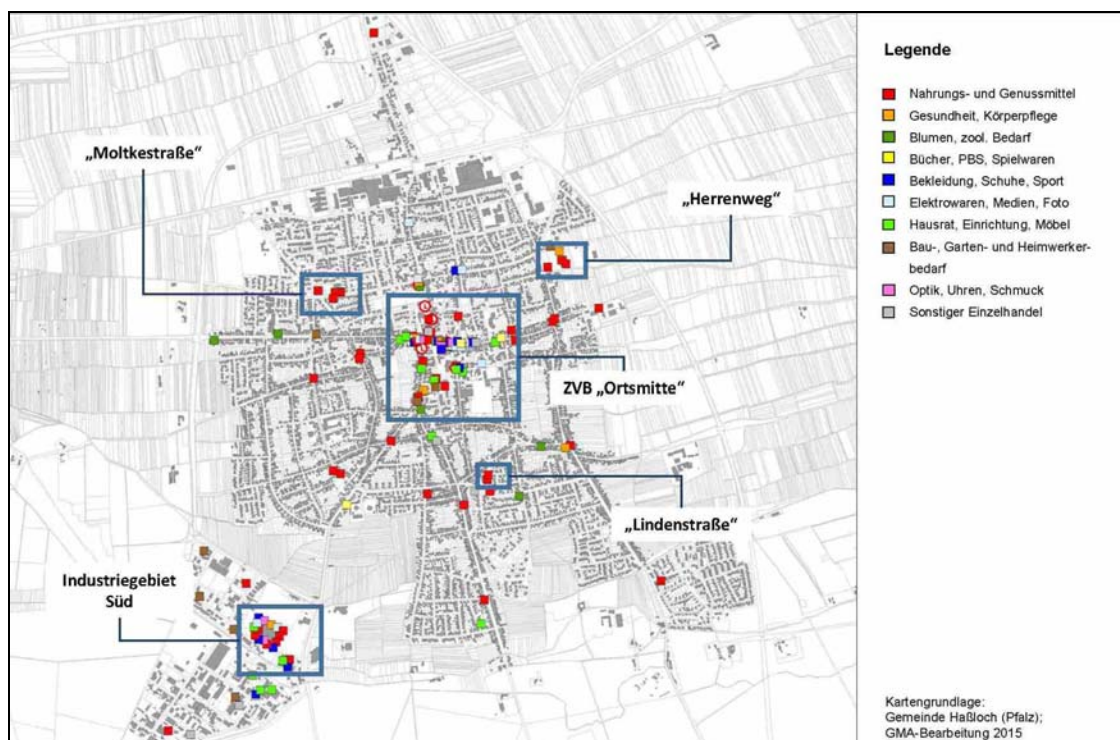 Legende
Nahrungs- und Genussmittel
Gesundheit, Körperpflege
Blumen, zool. Bedarf
Bücher, PBS, Spielwaren
Bekleidung, Schuhe, Sport
Elektrowaren, Medien, Foto
Hausrat, Einrichtung, Möbel
Bau-, Garten- und Heimwerker-
bedarf
Optik, Uhren, Schmuck
Sonstiger Einzelhandel
„Moltkestraße“
„Herrenweg“
ZVB „Ortsmitte“
„Lindenstraße“
Industriegebiet
Süd
Kartengrundlage:
Gemeinde Haßloch (Pfalz);
GMA-Bearbeitung 2015